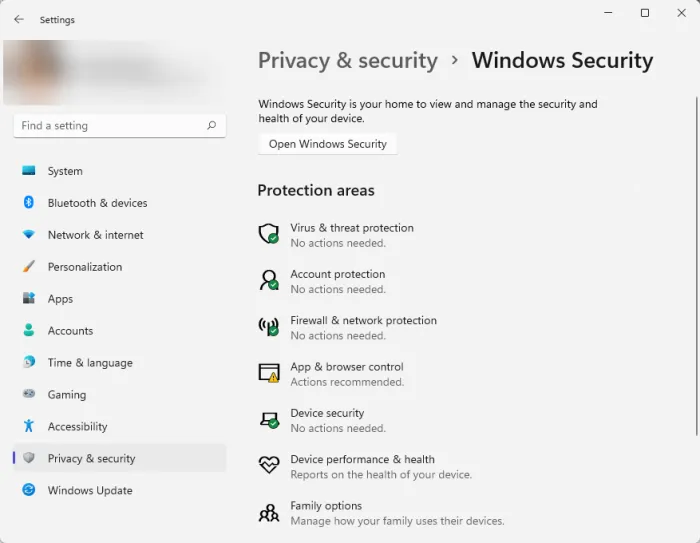 Settings
Privacy & security › Windows Security
Windows Security is your home to view and manage the security and
health of your device.
Find a setting
Open Windows Security
System
Bluetooth & devices
Network & internet
Personalization
Apps
Accounts
Time & language
Gaming
Accessibility
Privacy & security
Windows Update
Protection areas
Virus & threat protection
No actions needed.
Account protection
No actions needed.
Firewall & network protection
No actions needed.
App & browser control
Actions recommended.
Device security
No actions needed.
Device performance & health
Reports on the health of your device.
Family options
Manage how your family uses their devices.